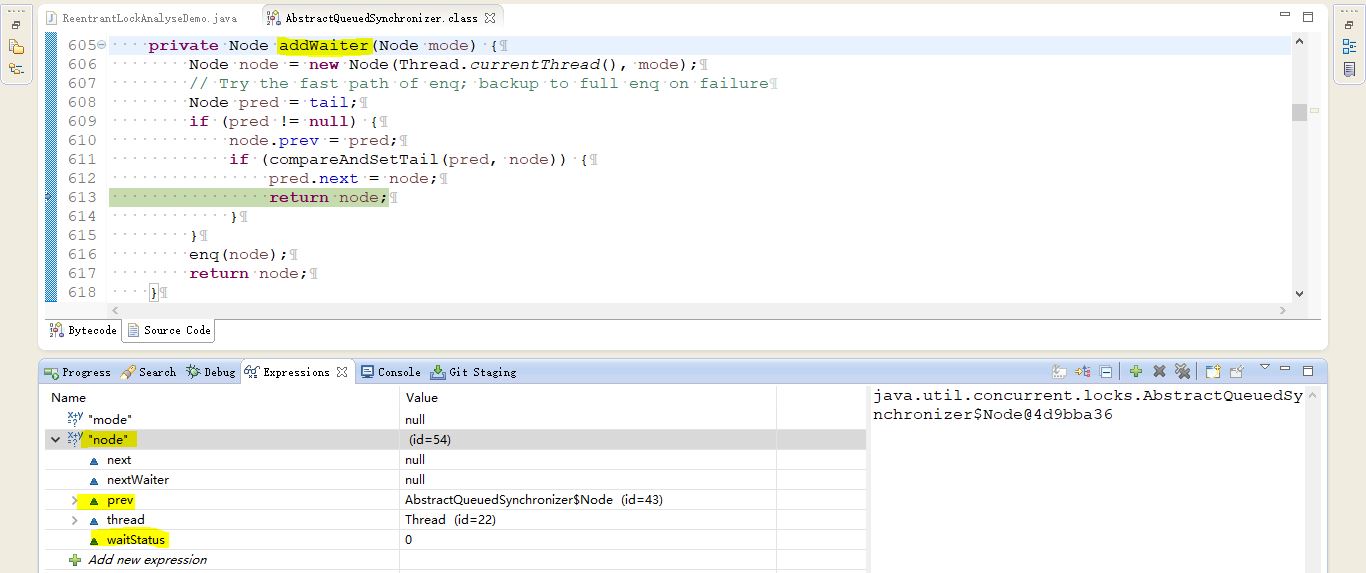 ReentrantLockAnalyseDemo.java
AbstractQueuedSynchronizer.class
605 private Node addWaiter(Node mode) {¶
606 Node node = new Node(Thread.currentThread(), mode);¶
607 // Try the fast path of enq; backup to full enq on failure¶
608 Node pred = tail;¶
609 if (pred != null) {¶
610 node.prev = pred;¶
611 if (compareAndSetTail(pred, node)) {¶
612 pred.next = node;¶
613 return node;¶
614 }¶
615 }¶
616 enq(node);¶
617 return node;¶
618 }¶
Bytecode Source Code
Progress Search Debug Expressions Console Git Staging
Name Value
"mode" null
"node" (id=54)
next null
nextWaiter null
prev AbstractQueuedSynchronizer$Node (id=43)
thread Thread (id=22)
waitStatus 0
Add new expression
java.util.concurrent.locks.AbstractQueuedSy
nchronizer$Node@4d9bba36